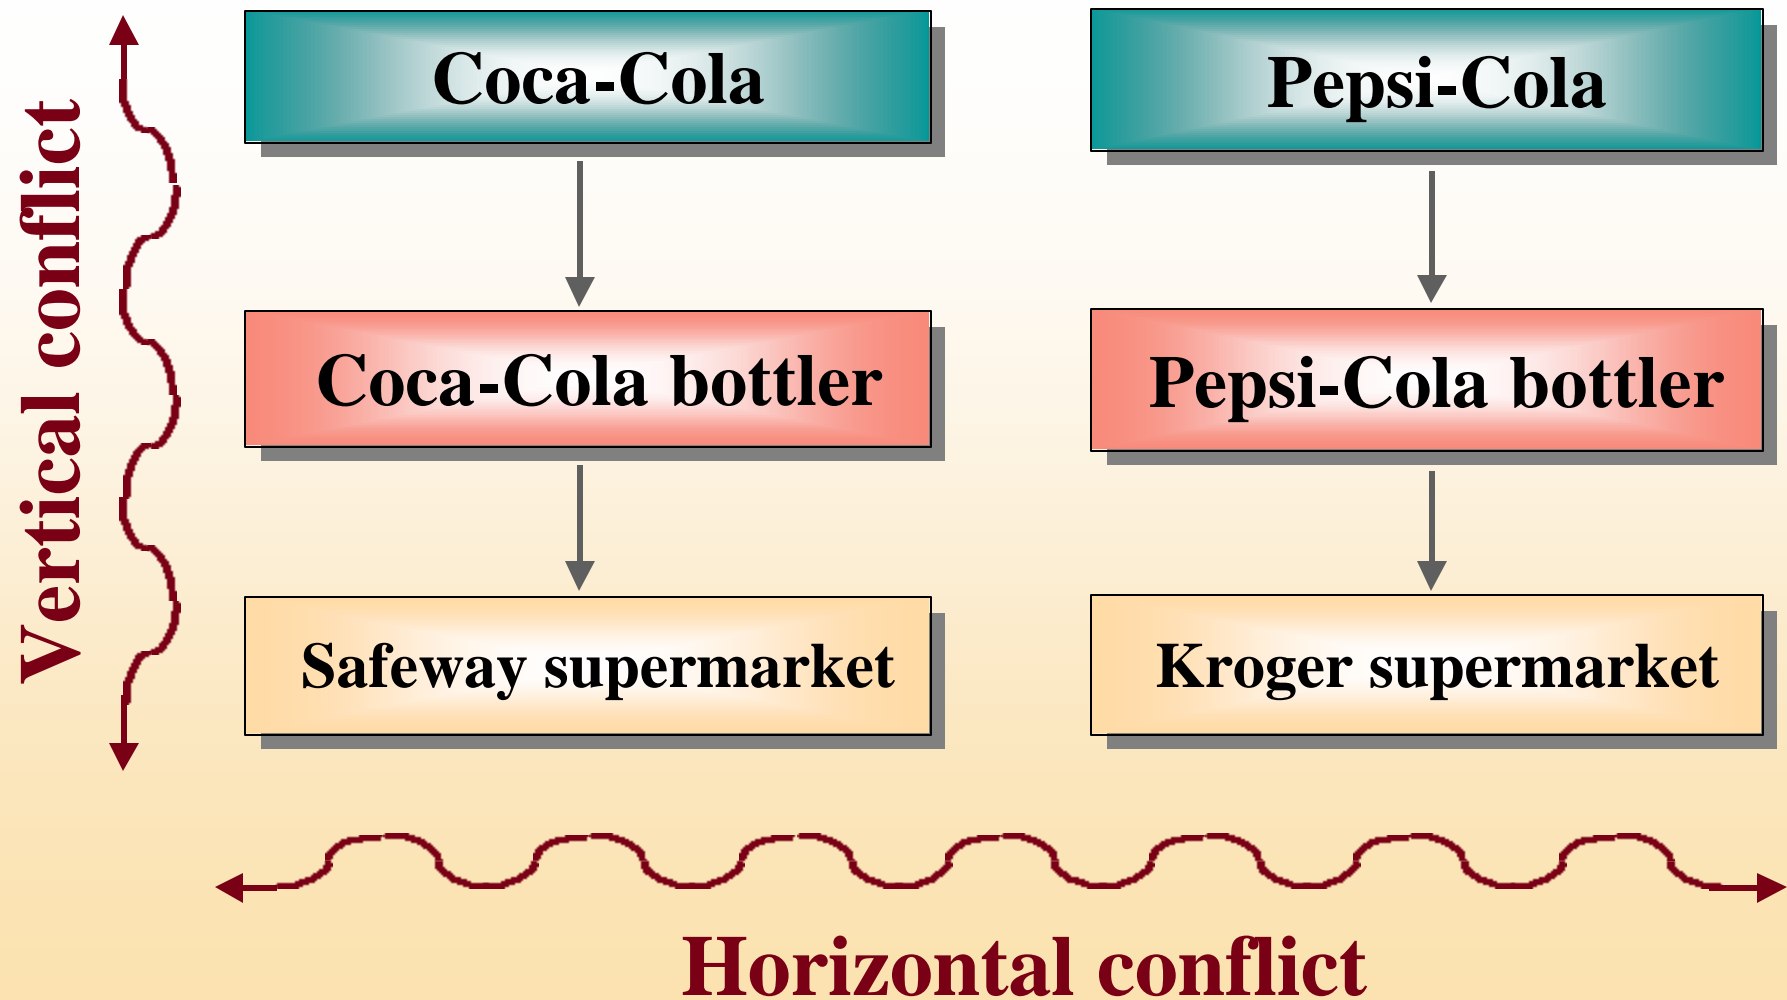 Vertical conflict
Coca-Cola
Pepsi-Cola
Coca-Cola bottler
Pepsi-Cola bottler
Safeway supermarket
Kroger supermarket
Horizontal conflict